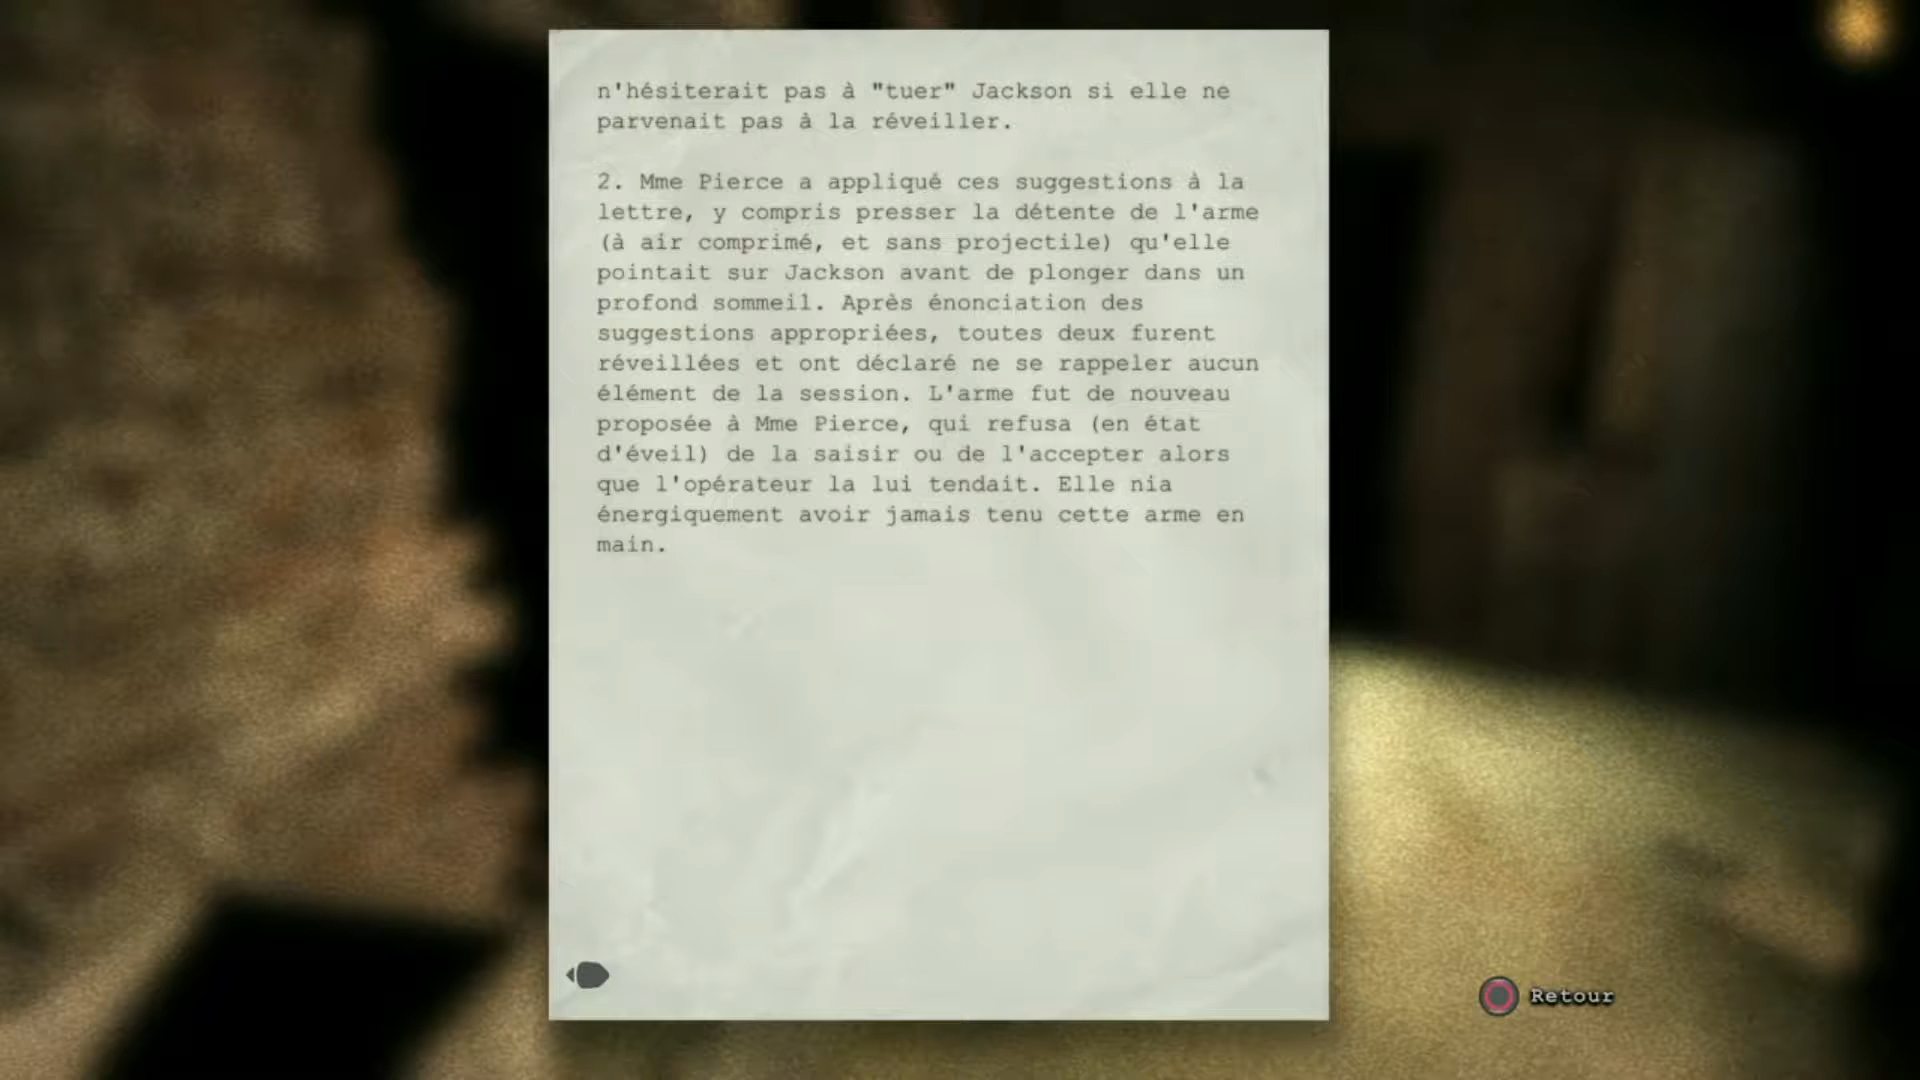 n'hésiterait pas à "tuer" Jackson si elle ne
parvenait pas à la réveiller.
2. Mme Pierce a appliqué ces suggestions à la
lettre, y compris presser la détente de l'arme
(à air comprimé, et sans projectile) qu'elle
pointait sur Jackson avant de plonger dans un
profond sommeil. Après énonciation des
suggestions appropriées, toutes deux furent
réveillées et ont déclaré ne se rappeler aucun
élément de la session. L'arme fut de nouveau
proposée à Mme Pierce, qui refusa (en état
d'éveil) de la saisir ou de l'accepter alors
que l'opérateur la lui tendait. Elle nia
énergiquement avoir jamais tenu cette arme en
main.
Retour